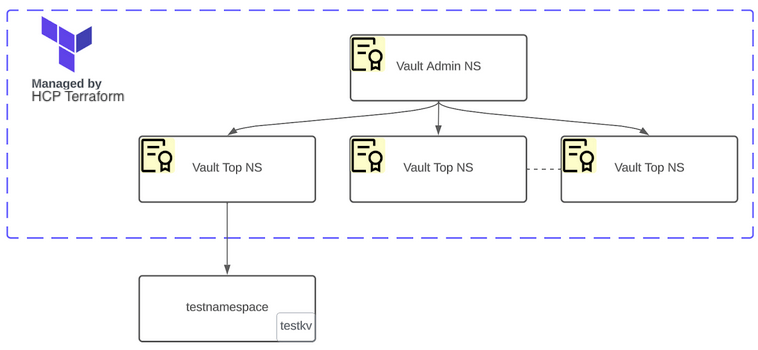 Managed by
HCP Terraform
Vault Admin NS
Vault Top NS
Vault Top NS
Vault Top NS
testnamespace
testkv